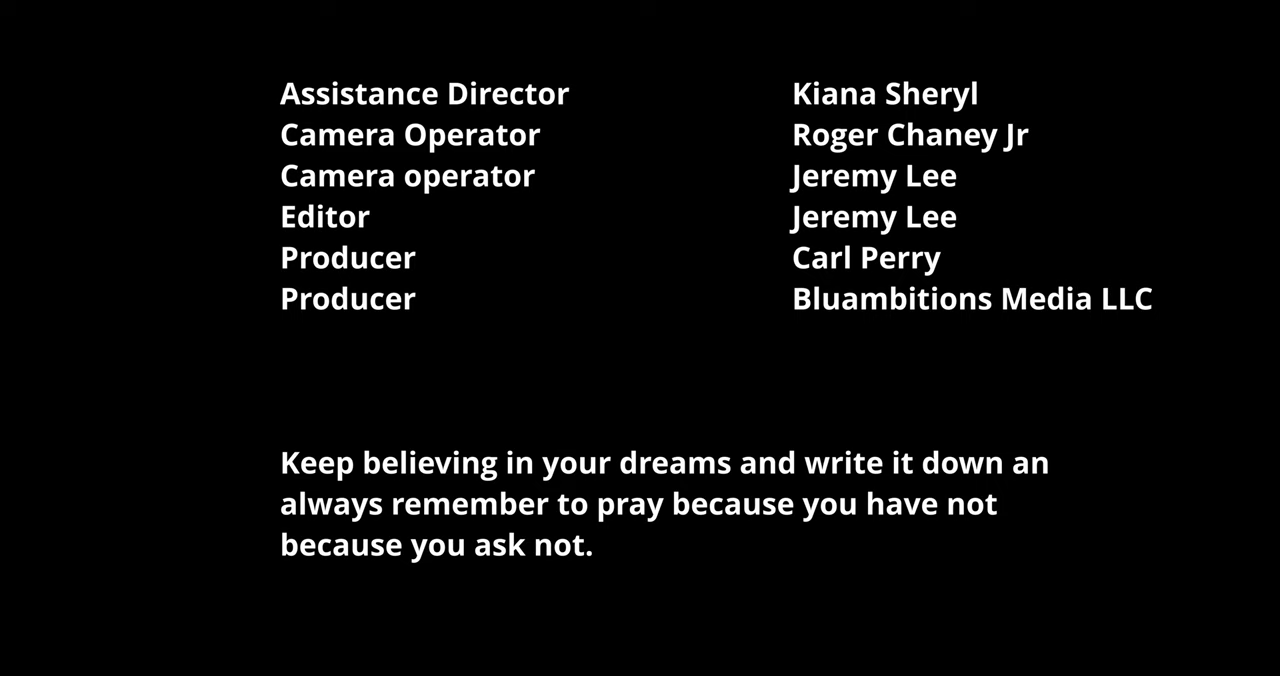 Assistance Director Kiana Sheryl
Camera Operator Roger Chaney Jr
Camera operator Jeremy Lee
Editor Jeremy Lee
Producer Carl Perry
Producer Bluambitions Media LLC
Keep believing in your dreams and write it down an
always remember to pray because you have not
because you ask not.